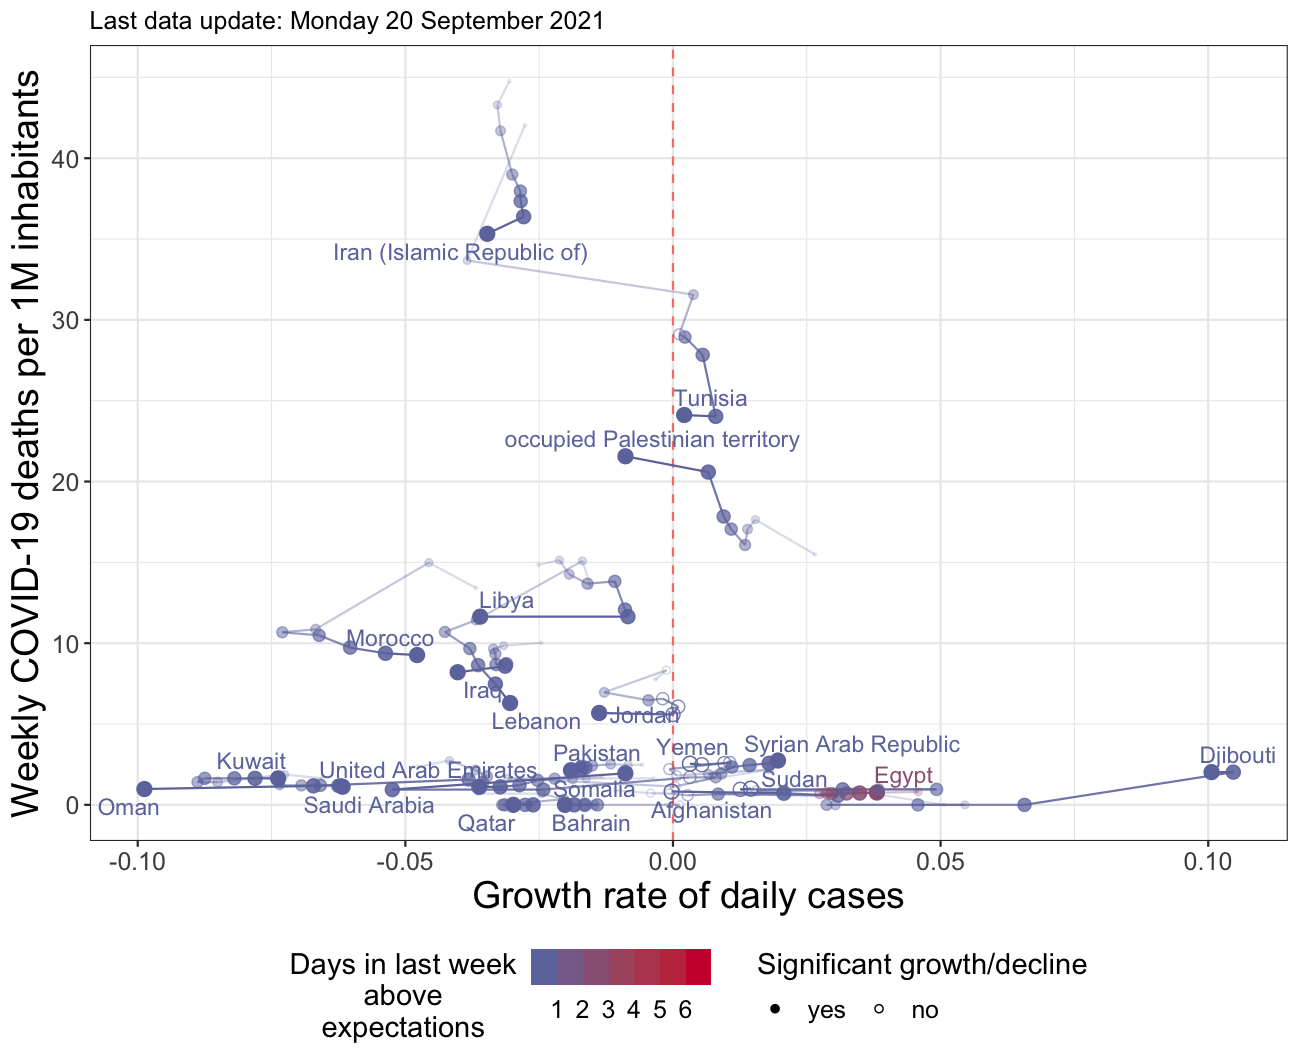 Last data update: Monday 20 September 2021
Weekly COVID-19 deaths per 1M inhabitants
40
30
20
10
0
Iran (Islamic Republic of)
Tunisia
occupied Palestinian territory
Libya
Morocco
Iraq
Lebanon
Jordan
Pakistan
Yemen
Syrian Arab Republic
Djibouti
Kuwait
United Arab Emirates
Sudan
Egypt
Somalia
Oman
Saudi Arabia
Afghanistan
Qatar
Bahrain
-0.10
-0.05
0.00
0.05
0.10
Growth rate of daily cases
Days in last week
above
expectations
1 2 3 4 5 6
Significant growth/decline
yes
no